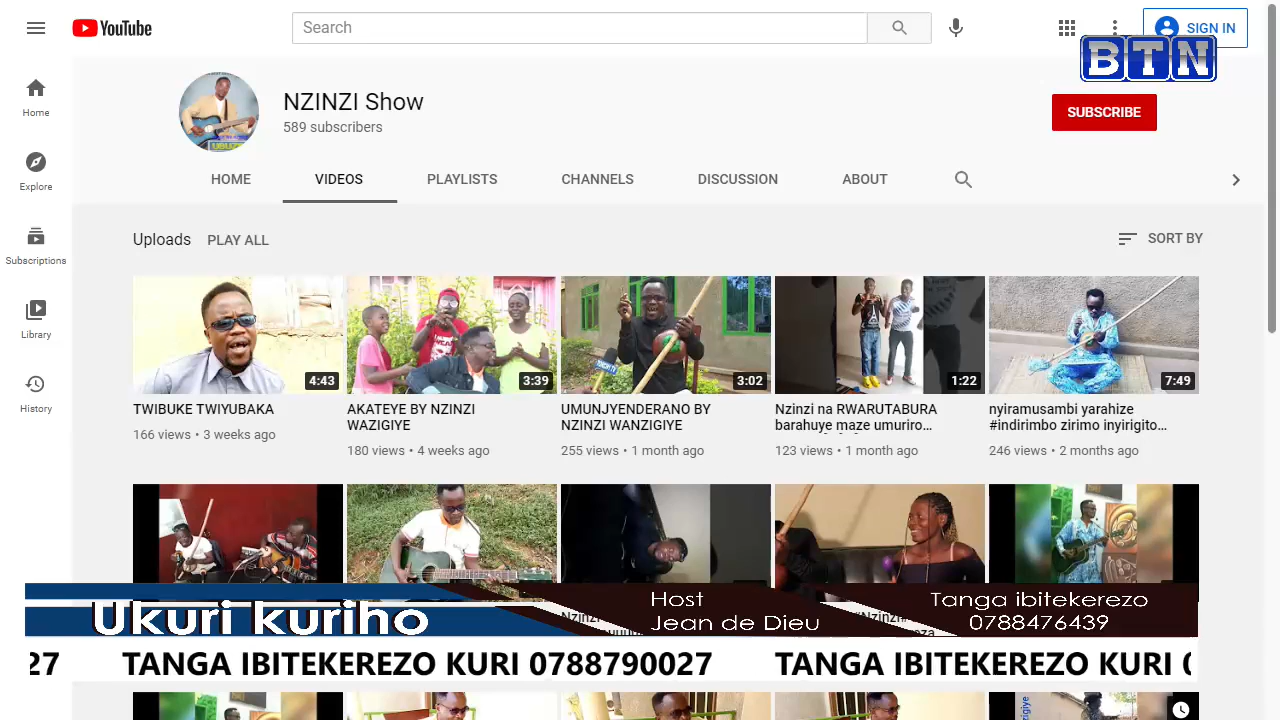 YouTube
Search
SIGN IN
BTN
Home
Explore
Subscriptions
Library
History
NZINZI Show
589 subscribers
SUBSCRIBE
HOME
VIDEOS
PLAYLISTS
CHANNELS
DISCUSSION
ABOUT
Uploads
PLAY ALL
SORT BY
4:43
3:39
3:02
1:22
7:49
TWIBUKE TWIYUBAKA
166 views • 3 weeks ago
AKATEYE BY NZINZI
WAZIGIYE
180 views • 4 weeks ago
UMUNJYENDERANO BY
NZINZI WANZIGIYE
255 views • 1 month ago
Nzinzi na RWARUTABURA
barahuye maze umuriro…
123 views • 1 month ago
nyiramusambi yarahize
#indirimbo zirimo inyirigito…
246 views • 2 months ago
Ukuri kuriho
Host
Jean de Dieu
Tanga ibitekerezo
0788476439
27 TANGA IBITEKEREZO KURI 0788790027 TANGA IBITEKEREZO KURI